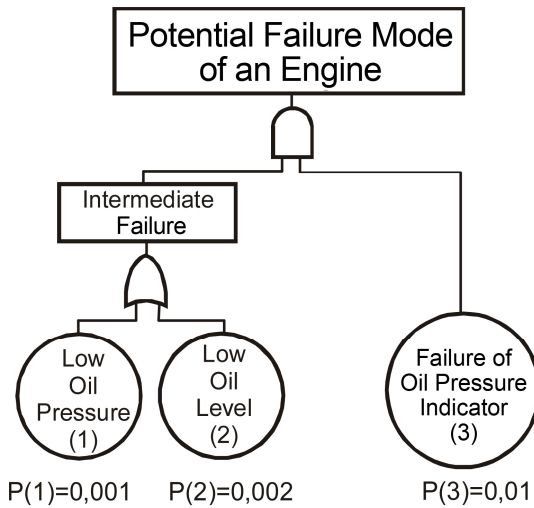 Potential Failure Mode
of an Engine
Intermediate
Failure
Low
Oil
Pressure
(1)
Low
Oil
Level
(2)
Failure of
Oil Pressure
Indicator
(3)
P(1)=0,001
P(2)=0,002
P(3)=0,01